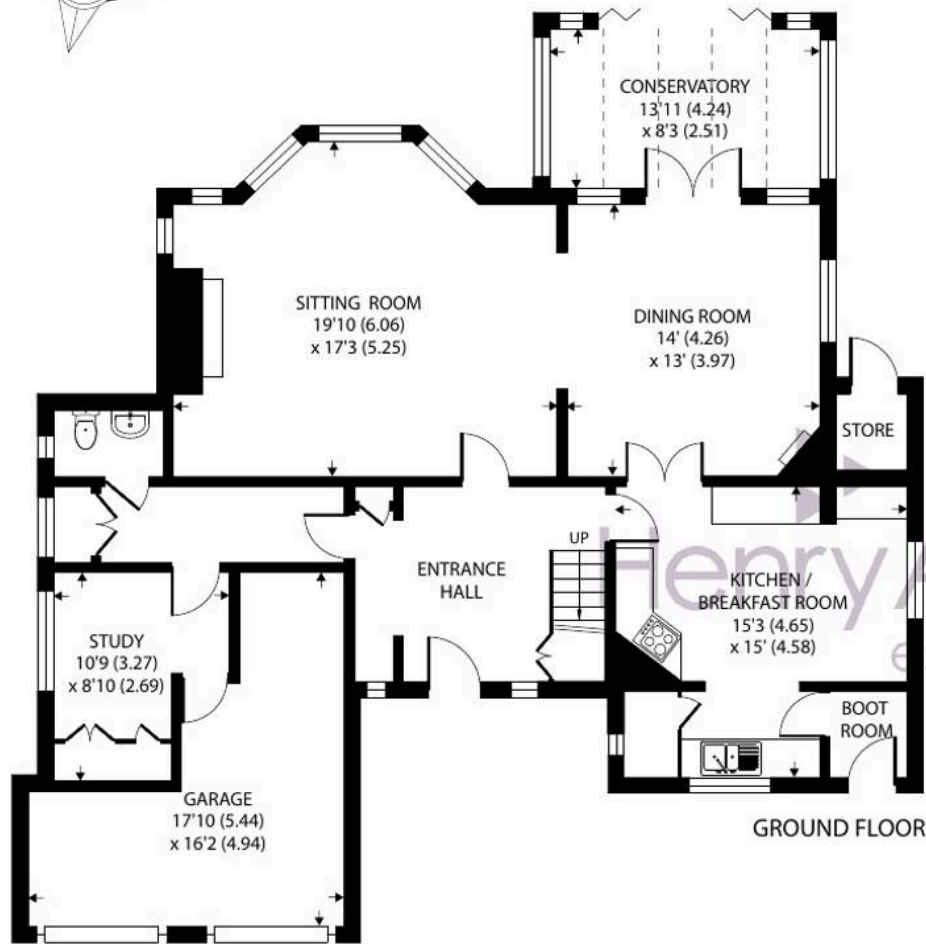 CONSERVATORY
13'11 (4.24)
x 8'3 (2.51)
SITTING ROOM
19'10 (6.06)
x 17'3 (5.25)
DINING ROOM
14' (4.26)
x 13' (3.97)
STORE
UP
ENTRANCE
HALL
Henry A
KITCHEN /
BREAKFAST ROOM
15'3 (4.65)
x 15' (4.58)
e
STUDY
10'9 (3.27)
x 8'10 (2.69)
BOOT
ROOM
GARAGE
17'10 (5.44)
x 16'2 (4.94)
GROUND FLOOR